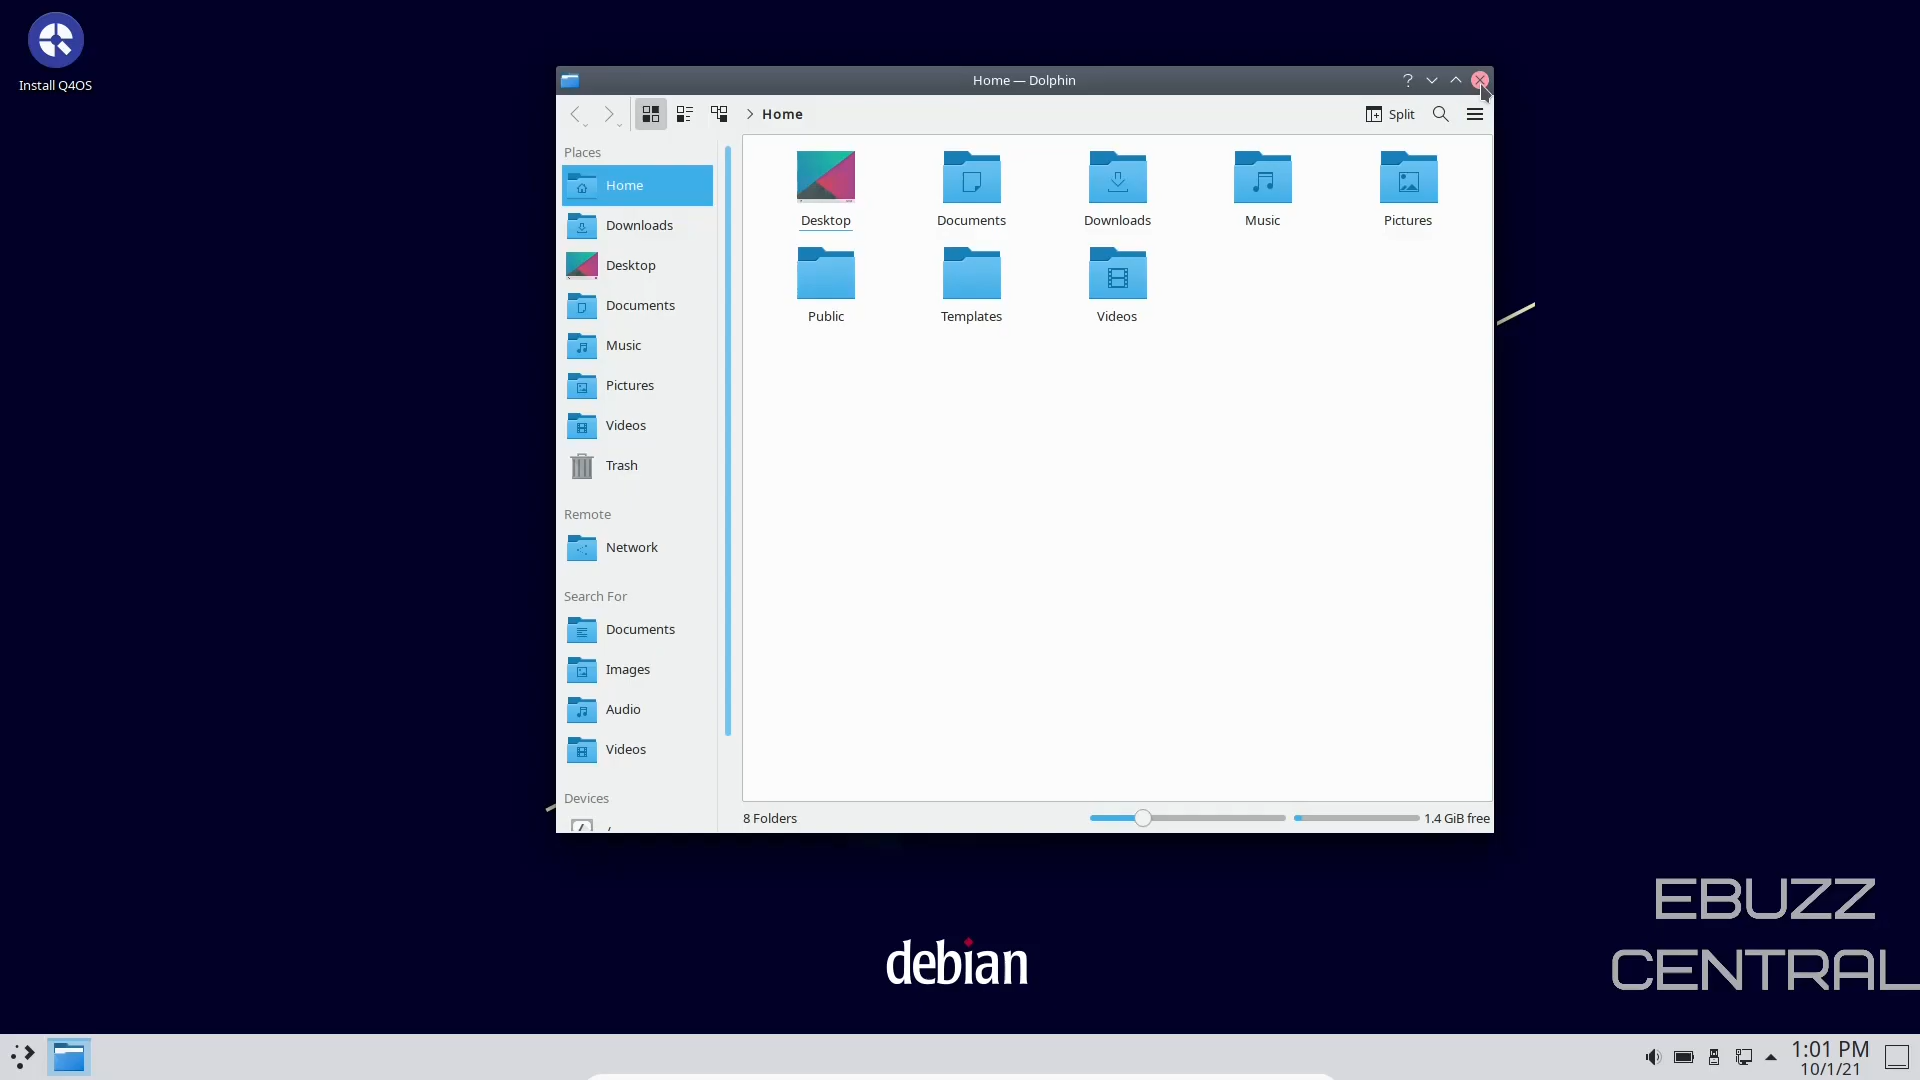 Install Q4OS
Home — Dolphin
Home
Split
Places
Home
Downloads
Desktop
Documents
Music
Pictures
Videos
Trash
Remote
Network
Search For
Documents
Images
Audio
Videos
Devices
/
Desktop
Documents
Downloads
Music
Pictures
Public
Templates
Videos
8 Folders
1.4 GiB free
debian
EBUZZ
CENTRAL
1:01 PM
10/1/21